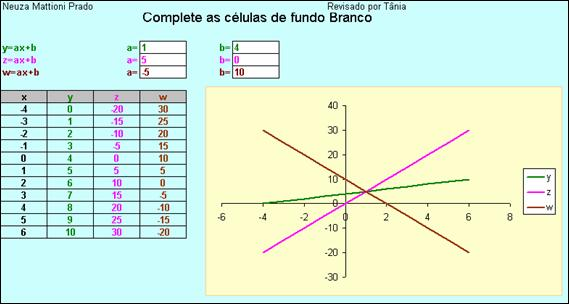 Neuza Mattioni Prado Revisado por Tânia
Complete as células de fundo Branco
y=ax+b a= 1 b= 4
z=ax+b a= 5 b= 0
w=ax+b a= -5 b= 10
x y z w
-4 0 -20 30
-3 1 -15 25
-2 2 -10 20
-1 3 -5 15
0 4 0 10
1 5 5 5
2 6 10 0
3 7 15 -5
4 8 20 -10
5 9 25 -15
6 10 30 -20
40
30
20
10
0
-10
-20
-30
-6 -4 -2 0 2 4 6 8
y
z
w